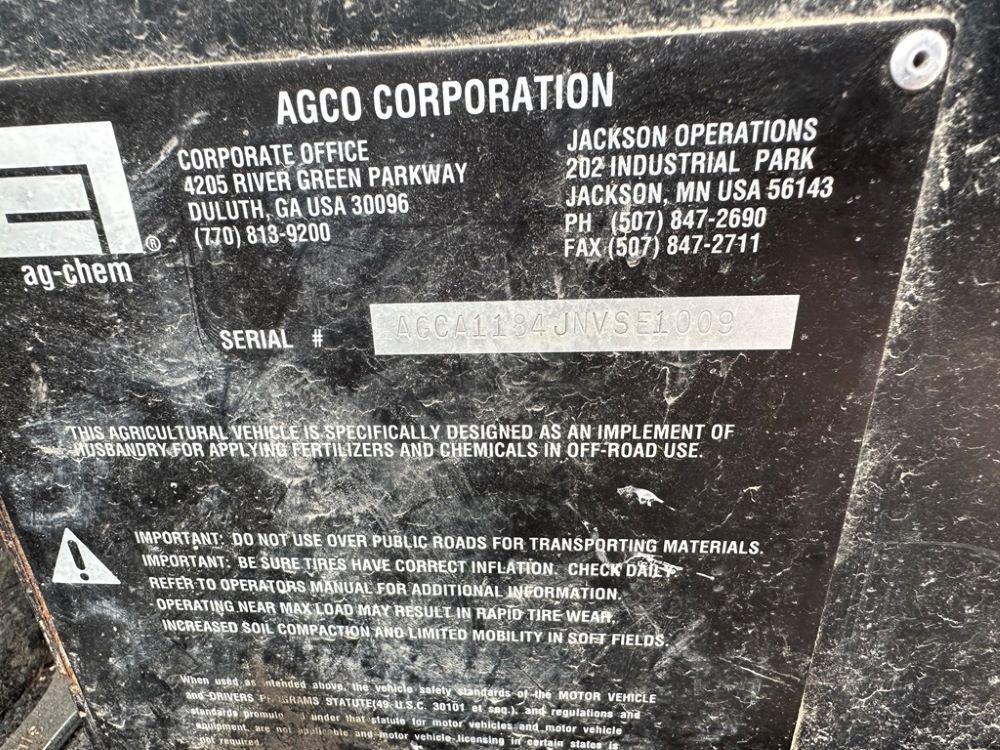 AGCO CORPORATION
CORPORATE OFFICE
4205 RIVER GREEN PARKWAY
DULUTH, GA USA 30096
(770) 813-9200
JACKSON OPERATIONS
202 INDUSTRIAL PARK
JACKSON, MN USA 56143
PH (507) 847-2690
FAX (507) 847-2711
®
ag-chem
SERIAL # AGCA1184JNVSE1009
THIS AGRICULTURAL VEHICLE IS SPECIFICALLY DESIGNED AS AN IMPLEMENT OF
HUSBANDRY FOR APPLYING FERTILIZERS AND CHEMICALS IN OFF-ROAD USE.
IMPORTANT: DO NOT USE OVER PUBLIC ROADS FOR TRANSPORTING MATERIALS.
IMPORTANT: BE SURE TIRES HAVE CORRECT INFLATION. CHECK DAILY.
REFER TO OPERATORS MANUAL FOR ADDITIONAL INFORMATION.
OPERATING NEAR MAX LOAD MAY RESULT IN RAPID TIRE WEAR,
INCREASED SOIL COMPACTION AND LIMITED MOBILITY IN SOFT FIELDS.
When used as intended above, the vehicle safety standards of the MOTOR VEHICLE
and DRIVERS STATUTE(49 U.S.C. 30101 et seq.), and regulations and
standards under that statute for motor vehicles and motor vehicle
equipment, are not applicable and motor vehicle licensing in certain states is
not required.